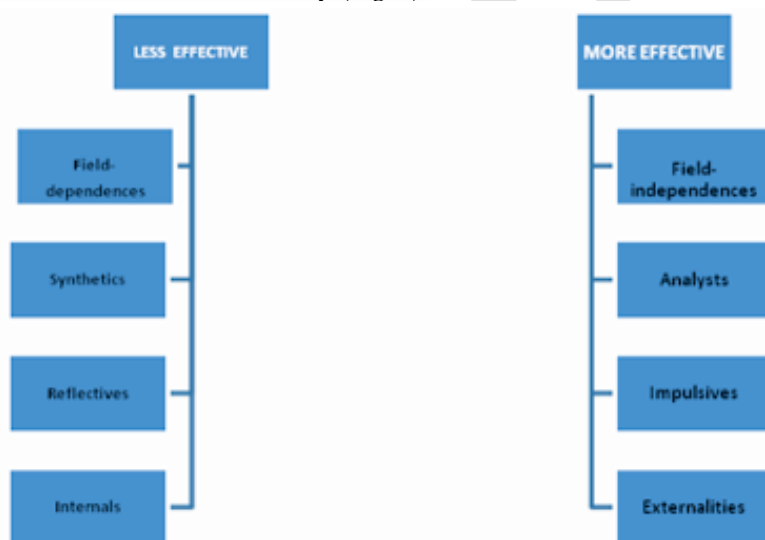 LESS EFFECTIVE
Field-
dependences
Synthetics
Reflectives
Internals
MORE EFFECTIVE
Field-
independences
Analysts
Impulsives
Externalities